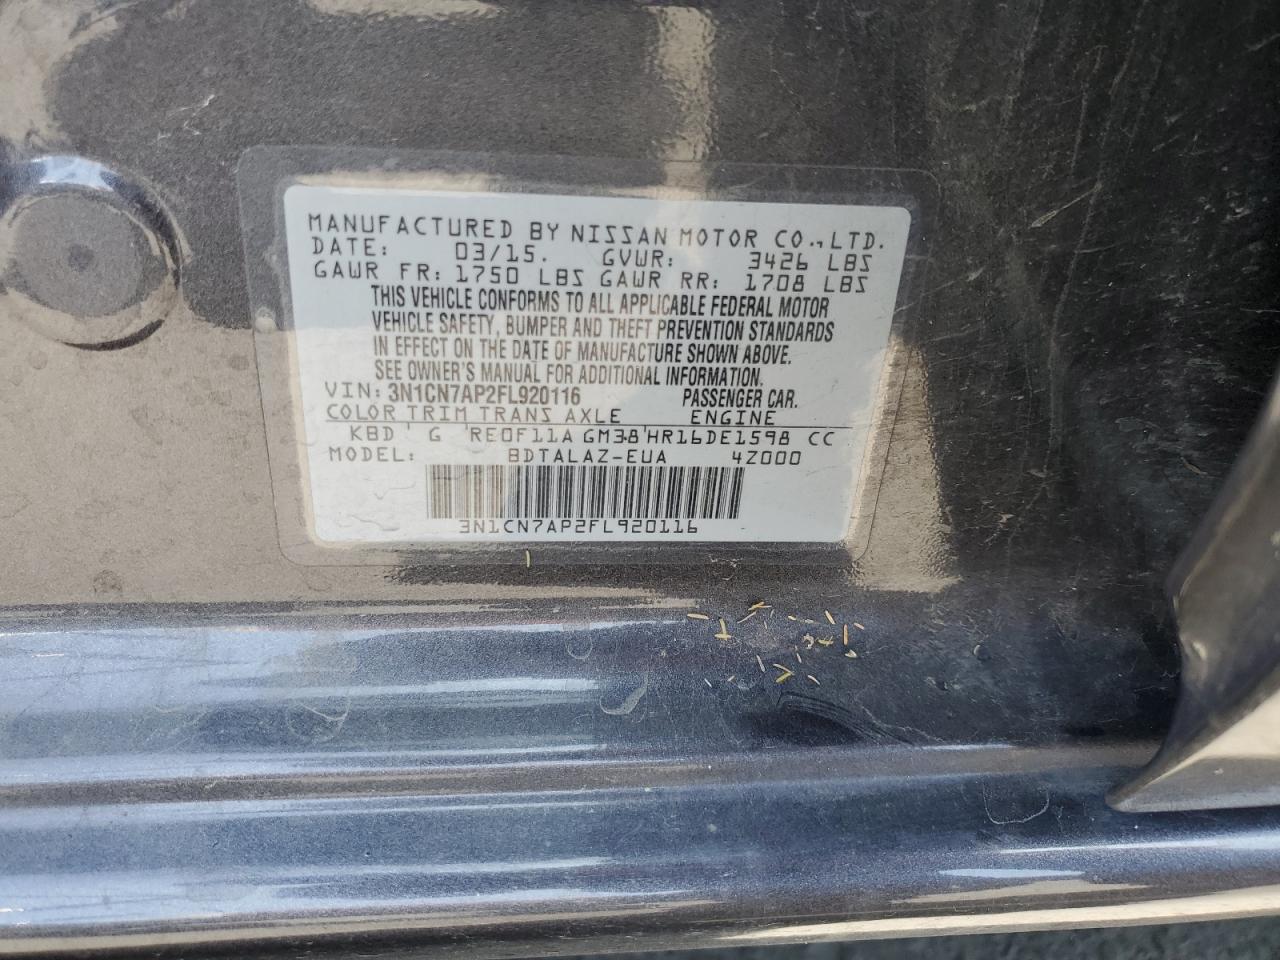 MANUFACTURED BY NISSAN MOTOR CO., LTD.
DATE: 03/15. GVWR: 3426 LBS
GAWR FR: 1750 LBS GAWR RR: 1708 LBS
THIS VEHICLE CONFORMS TO ALL APPLICABLE FEDERAL MOTOR
VEHICLE SAFETY, BUMPER AND THEFT PREVENTION STANDARDS
IN EFFECT ON THE DATE OF MANUFACTURE SHOWN ABOVE.
SEE OWNER'S MANUAL FOR ADDITIONAL INFORMATION.
VIN: 3N1CN7AP2FL920116 PASSENGER CAR.
COLOR TRIM TRANS AXLE ENGINE
KBD G RE0F11A GM38 HR16DE1598 CC
MODEL: BDTALAZ-EUA 4Z000
3N1CN7AP2FL920116